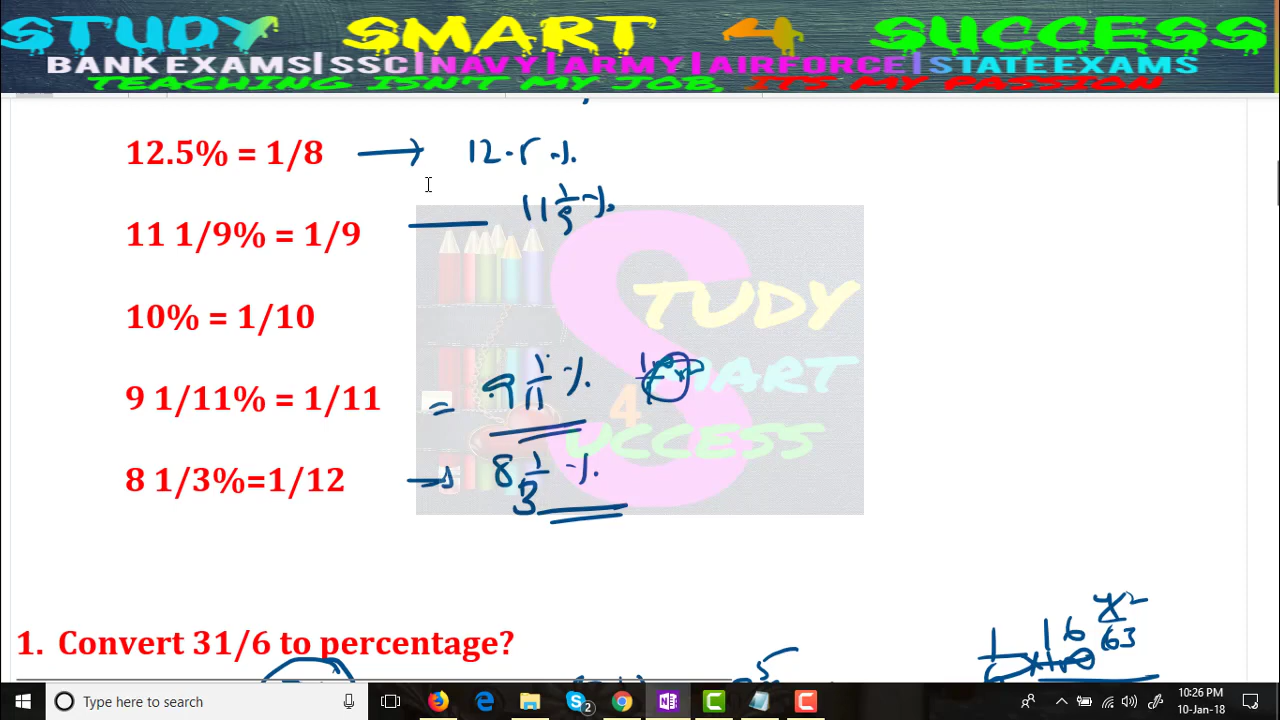 STUDY SMART 4 SUCCESS
BANK EXAMS|SSC|NAVY|ARMY|AIRFORCE|STATE EXAMS
TEACHING ISN'T MY JOB, IT'S MY PASSION
12.5% = 1/8 12.5 %
11 1/9% = 1/9 11 1/9 %
10% = 1/10
9 1/11% = 1/11 = 9 1/11 %
8 1/3%=1/12 8 1/3 %
STUDY
SMART
4
SUCCESS
1. Convert 31/6 to percentage?
Type here to search
10:26 PM
10-Jan-18